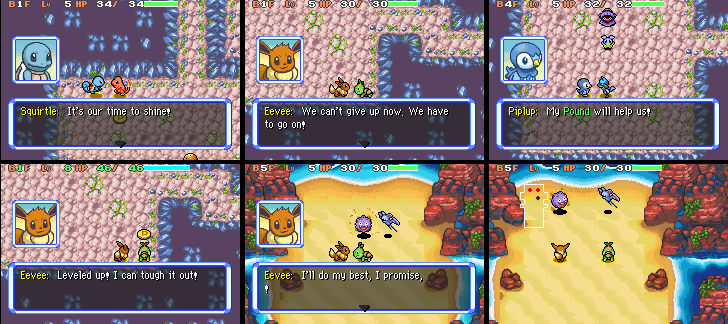 B1F Lv 5 HP 34/ 34
Squirtle: It's our time to shine!
B1F Lv 5 HP 30/ 30
Eevee: We can't give up now. We have
to go on!
B4F Lv 5 HP 32/ 32
Piplup: My Pound will help us!
B1F Lv 8 HP 46/ 46
Eevee: Leveled up! I can tough it out!
B5F Lv 5 HP 30/ 30
Eevee: I'll do my best, I promise,
!
B5F Lv 5 HP 30/ 30